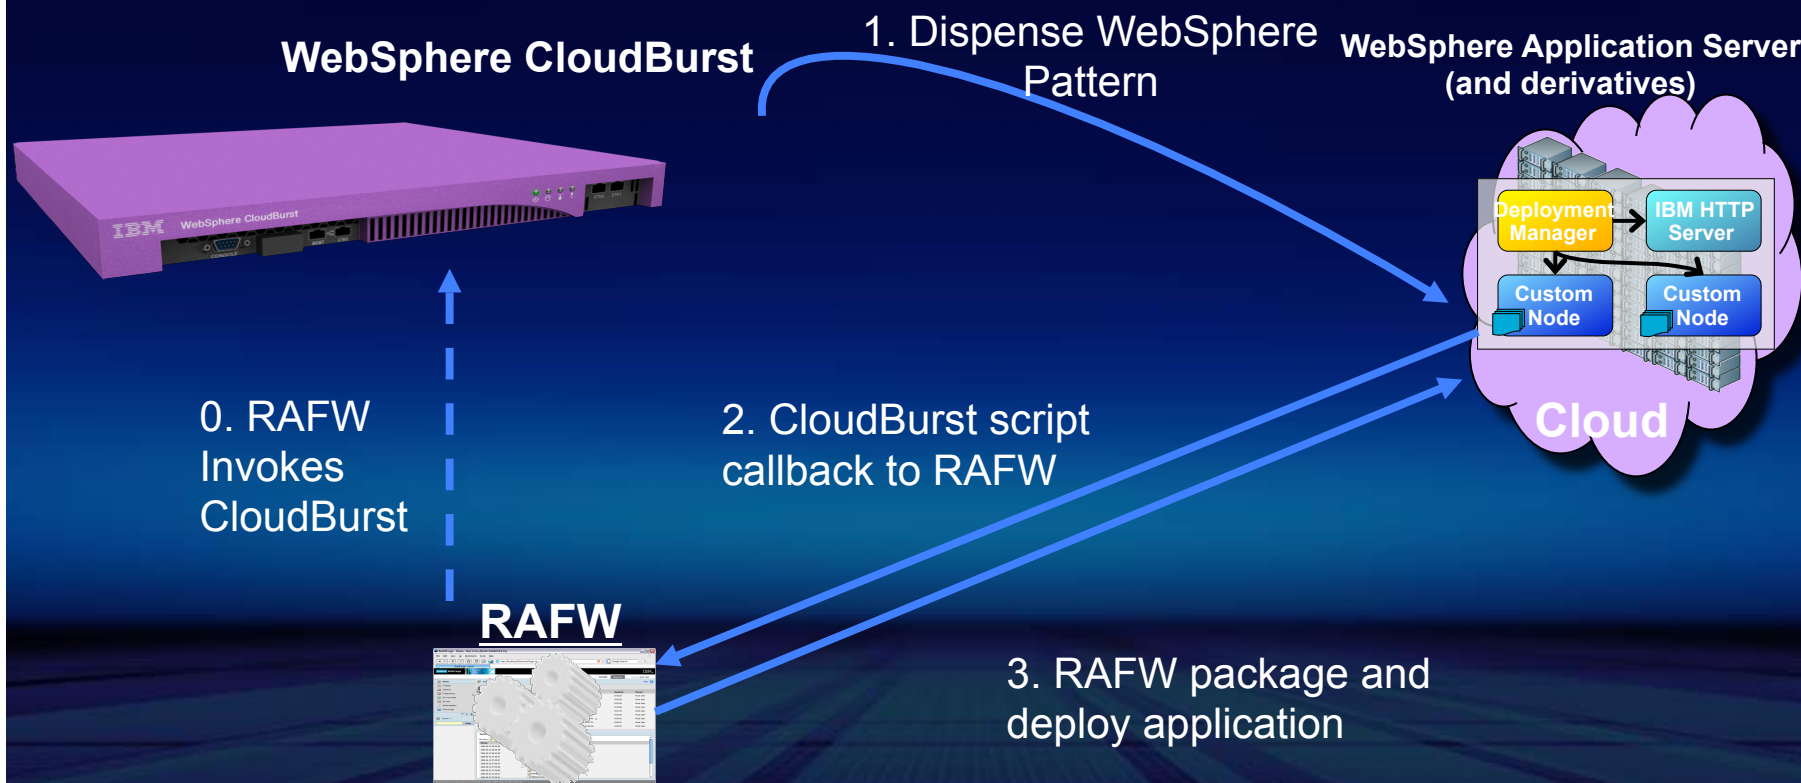 WebSphere CloudBurst
1. Dispense WebSphere
Pattern
WebSphere Application Server
(and derivatives)
IBM WebSphere CloudBurst
CONSOLE
Deployment
Manager
IBM HTTP
Server
Custom
Node
Custom
Node
Cloud
0. RAFW
Invokes
CloudBurst
2. CloudBurst script
callback to RAFW
RAFW
3. RAFW package and
deploy application